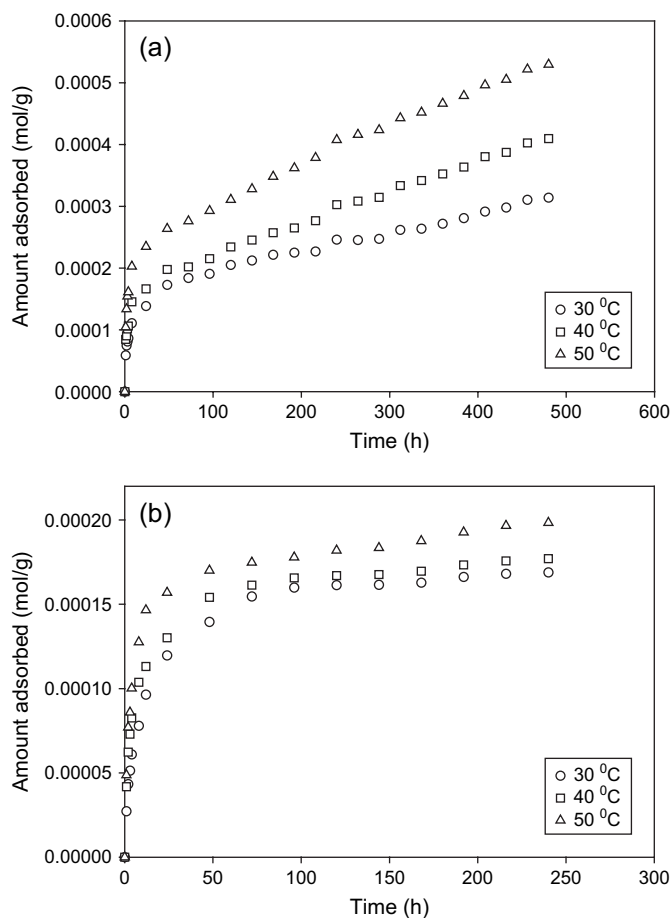 (a)
Amount adsorbed (mol/g)
0.0006
0.0005
0.0004
0.0003
0.0002
0.0001
0.0000
30 ⁰C
40 ⁰C
50 ⁰C
0 100 200 300 400 500 600
Time (h)
(b)
Amount adsorbed (mol/g)
0.00020
0.00015
0.00010
0.00005
0.00000
30 ⁰C
40 ⁰C
50 ⁰C
0 50 100 150 200 250 300
Time (h)